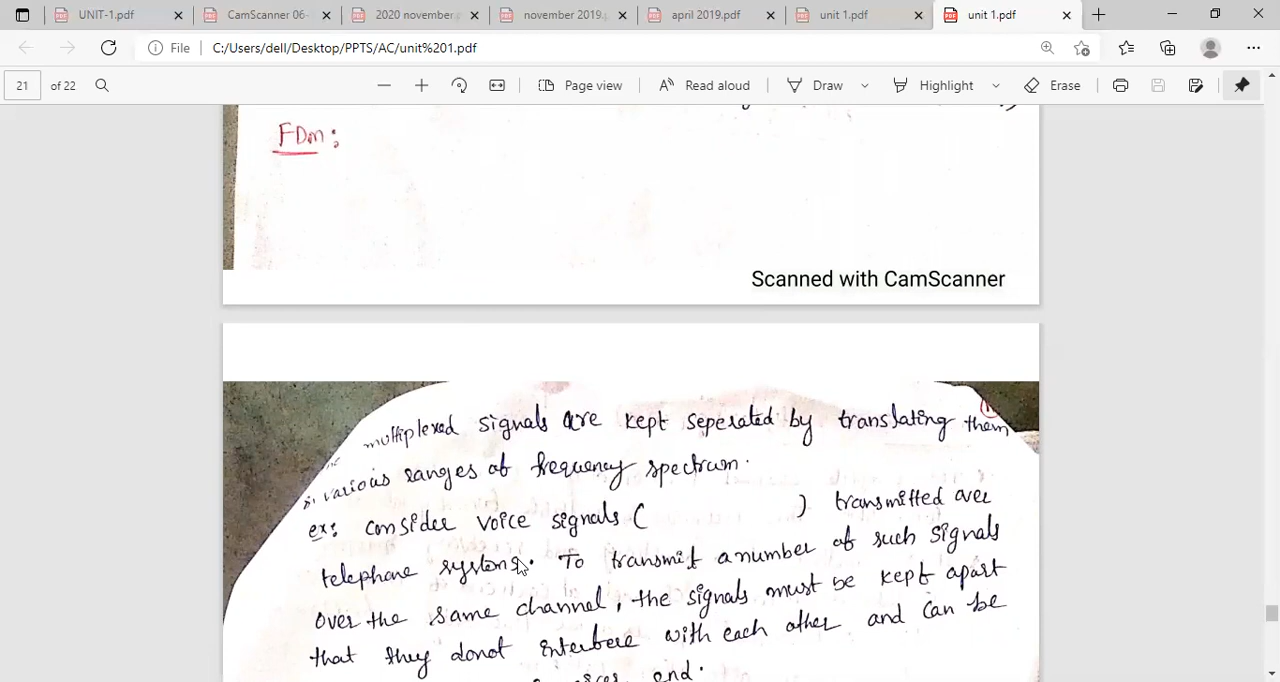 UNIT-1.pdf
CamScanner 06-
2020 november.p
november 2019.
april 2019.pdf
unit 1.pdf
unit 1.pdf
File
C:/Users/dell/Desktop/PPTS/AC/unit%201.pdf
21 of 22
Page view
Read aloud
Draw
Highlight
Erase
FDM:
Scanned with CamScanner
multiplexed signals are kept seperated by translating them
various ranges of frequency spectrum.
ex: consider voice signals ( ) transmitted over
telephone systems. To transmit a number of such signals
over the same channel, the signals must be kept apart
that they donot interbere with each other and can be
end.